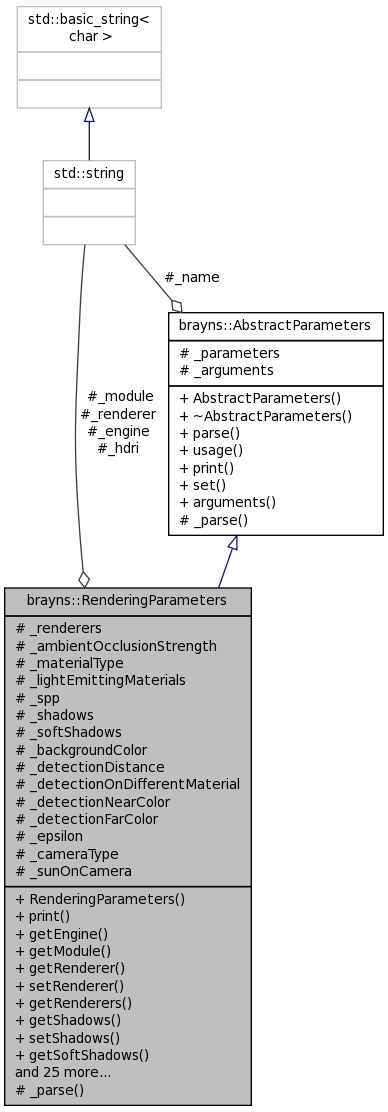 std::basic_string<
char >
std::string
#_name
brayns::AbstractParameters
# _parameters
# _arguments
+ AbstractParameters()
+ ~AbstractParameters()
+ parse()
+ usage()
+ print()
+ set()
+ arguments()
# _parse()
#_module
#_renderer
#_engine
#_hdri
brayns::RenderingParameters
# _renderers
# _ambientOcclusionStrength
# _materialType
# _lightEmittingMaterials
# _spp
# _shadows
# _softShadows
# _backgroundColor
# _detectionDistance
# _detectionOnDifferentMaterial
# _detectionNearColor
# _detectionFarColor
# _epsilon
# _cameraType
# _sunOnCamera
+ RenderingParameters()
+ print()
+ getEngine()
+ getModule()
+ getRenderer()
+ setRenderer()
+ getRenderers()
+ getShadows()
+ setShadows()
+ getSoftShadows()
and 25 more...
# _parse()